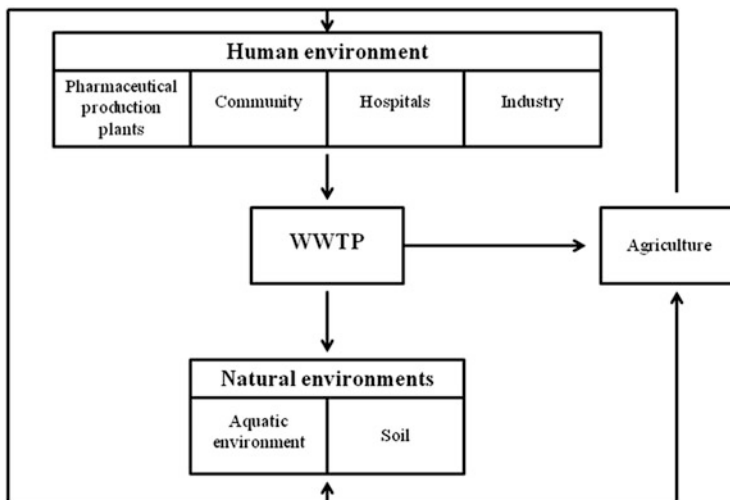 Human environment
Pharmaceutical
production
plants
Community
Hospitals
Industry
WWTP
Agriculture
Natural environments
Aquatic
environment
Soil